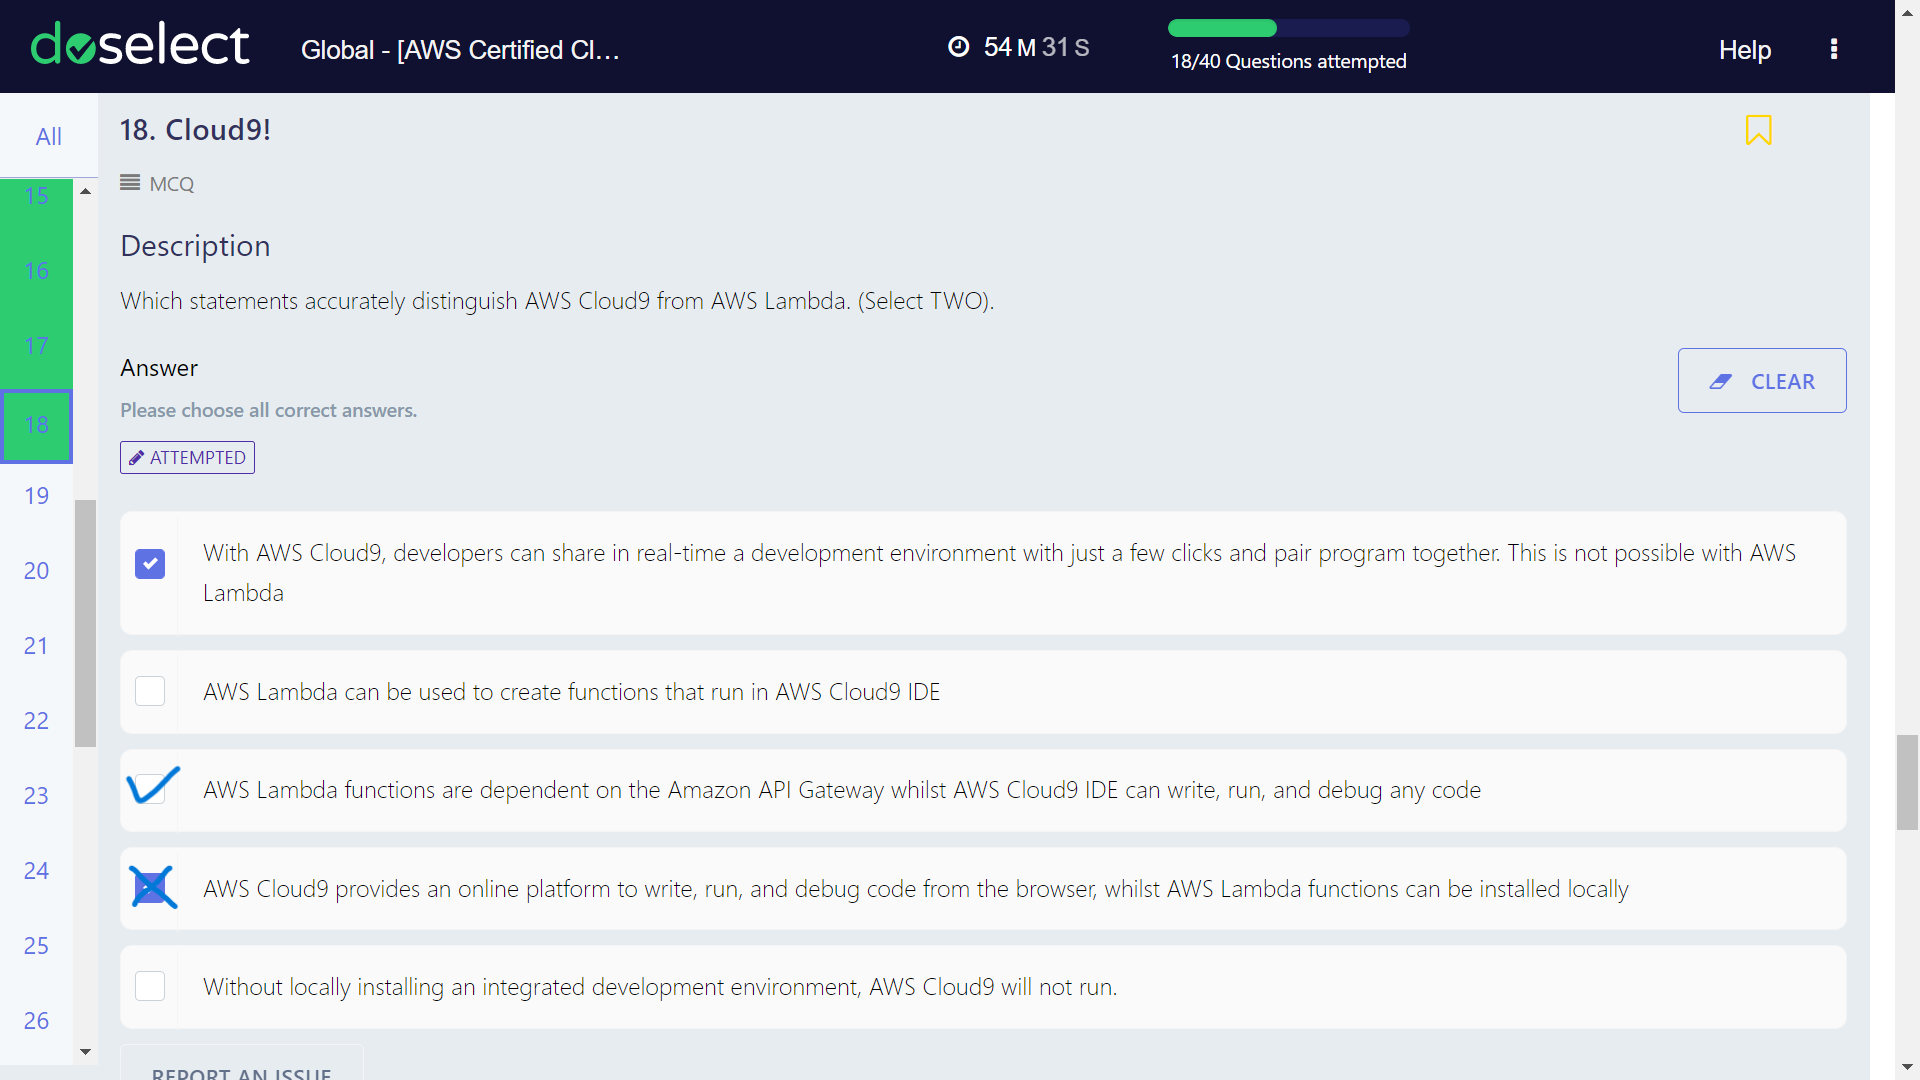 doselect
Global - [AWS Certified Cl...
54 M 31 S
18/40 Questions attempted
Help
All
15
16
17
18
19
20
21
22
23
24
25
26
18. Cloud9!
MCQ
Description
Which statements accurately distinguish AWS Cloud9 from AWS Lambda. (Select TWO).
Answer
Please choose all correct answers.
CLEAR
ATTEMPTED
With AWS Cloud9, developers can share in real-time a development environment with just a few clicks and pair program together. This is not possible with AWS
Lambda
AWS Lambda can be used to create functions that run in AWS Cloud9 IDE
AWS Lambda functions are dependent on the Amazon API Gateway whilst AWS Cloud9 IDE can write, run, and debug any code
AWS Cloud9 provides an online platform to write, run, and debug code from the browser, whilst AWS Lambda functions can be installed locally
Without locally installing an integrated development environment, AWS Cloud9 will not run.
REPORT AN ISSUE